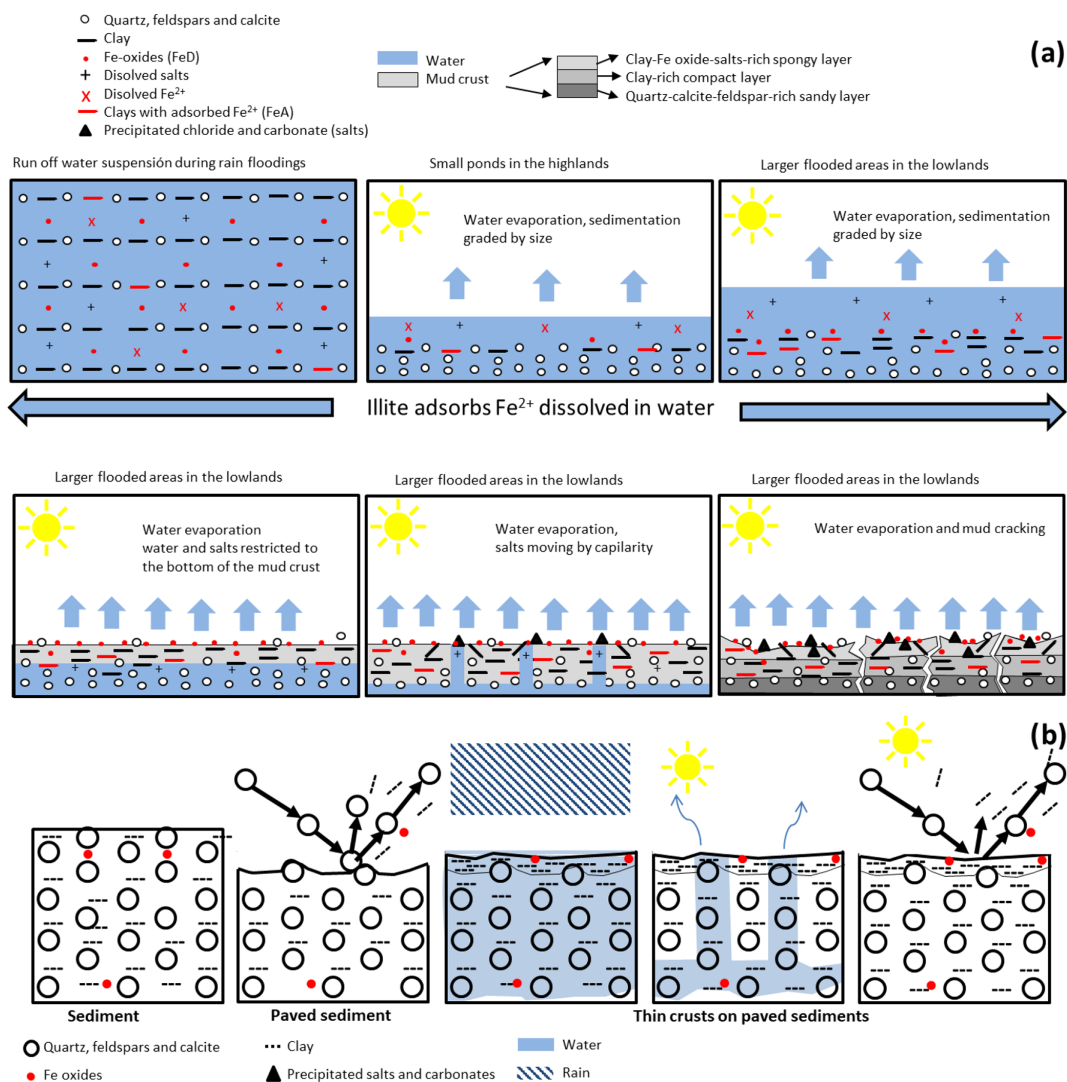 Quartz, feldspars and calcite
Clay
Fe-oxides (FeD)
Disolved salts
Dissolved Fe²⁺
Clays with adsorbed Fe²⁺ (FeA)
Precipitated chloride and carbonate (salts)
Water
Mud crust
Clay-Fe oxide-salts-rich spongy layer
Clay-rich compact layer
Quartz-calcite-feldspar-rich sandy layer
(a)
Run off water suspensión during rain floodings
Small ponds in the highlands
Larger flooded areas in the lowlands
Water evaporation, sedimentation
graded by size
Water evaporation, sedimentation
graded by size
Illite adsorbs Fe²⁺ dissolved in water
Larger flooded areas in the lowlands
Larger flooded areas in the lowlands
Larger flooded areas in the lowlands
Water evaporation
water and salts restricted to
the bottom of the mud crust
Water evaporation,
salts moving by capilarity
Water evaporation and mud cracking
(b)
Sediment
Paved sediment
Thin crusts on paved sediments
Quartz, feldspars and calcite
Clay
Water
Fe oxides
Precipitated salts and carbonates
Rain